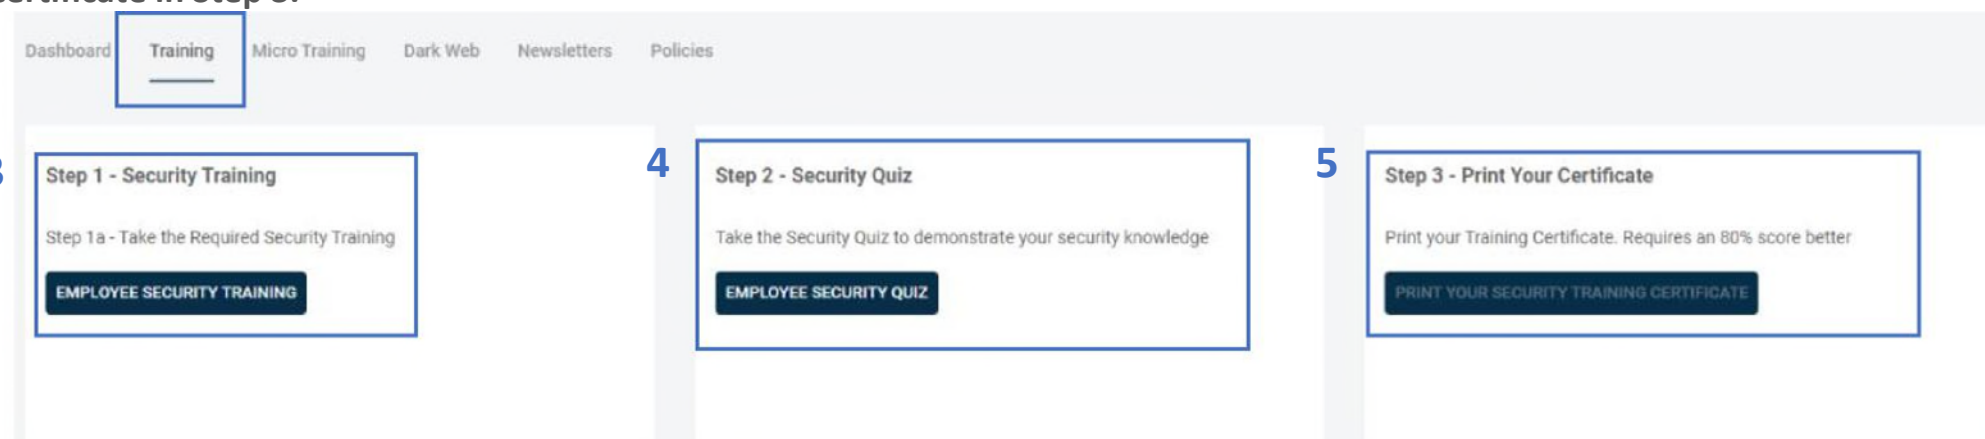 Dashboard Training Micro Training Dark Web Newsletters Policies
3
Step 1 - Security Training
Step 1a - Take the Required Security Training
EMPLOYEE SECURITY TRAINING
4
Step 2 - Security Quiz
Take the Security Quiz to demonstrate your security knowledge
EMPLOYEE SECURITY QUIZ
5
Step 3 - Print Your Certificate
Print your Training Certificate. Requires an 80% score better
PRINT YOUR SECURITY TRAINING CERTIFICATE